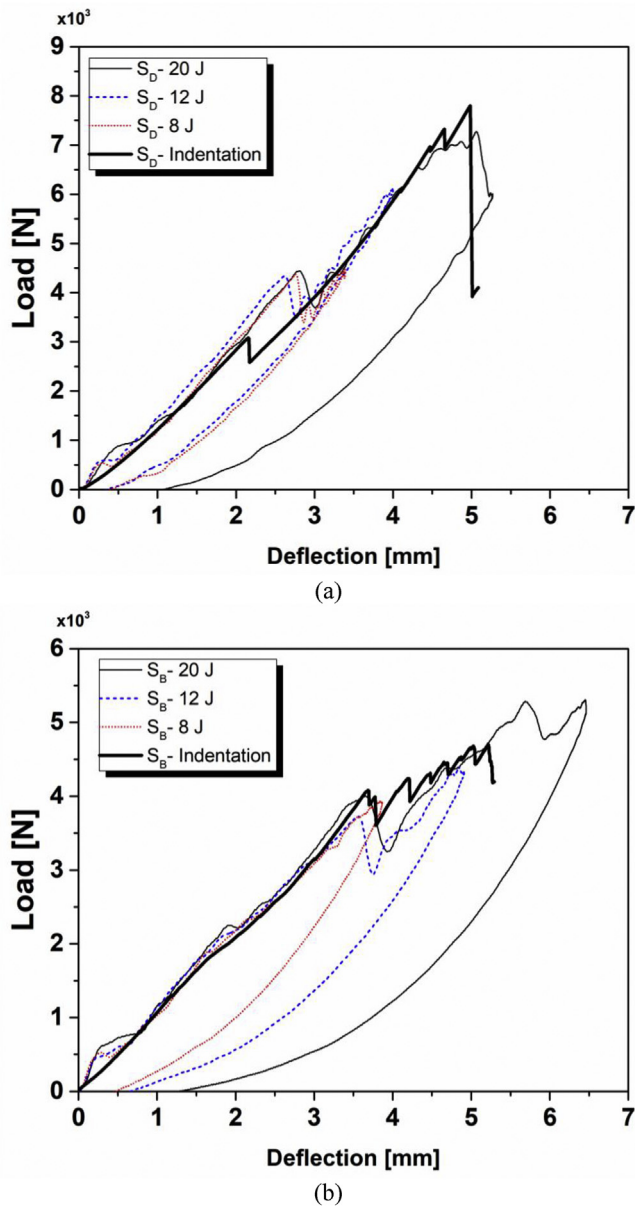 x10³
9
8
7
6
5
4
3
2
1
0
Load [N]
S_D- 20 J
S_D- 12 J
S_D- 8 J
S_D- Indentation
0 1 2 3 4 5 6 7
Deflection [mm]
(a)
x10³
6
5
4
3
2
1
0
Load [N]
S_B- 20 J
S_B- 12 J
S_B- 8 J
S_B- Indentation
0 1 2 3 4 5 6 7
Deflection [mm]
(b)